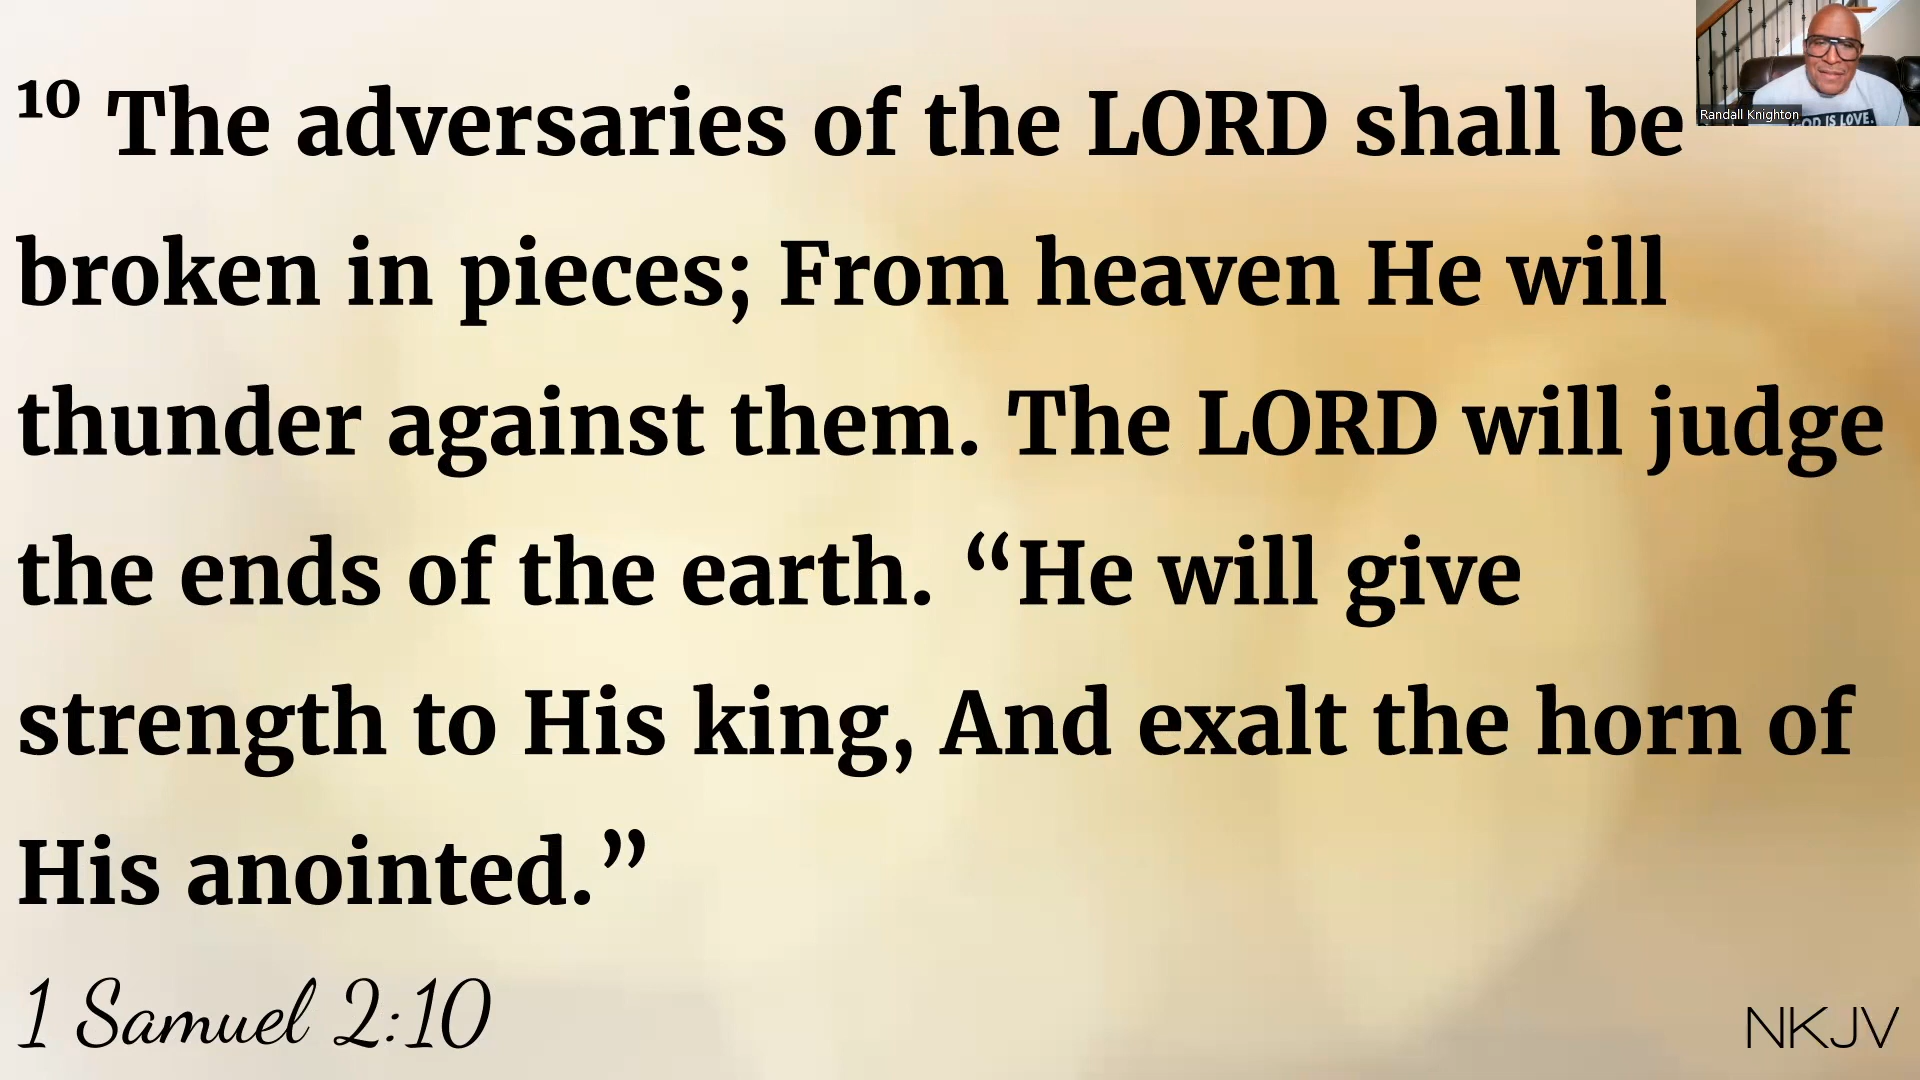 ¹⁰ The adversaries of the LORD shall be
broken in pieces; From heaven He will
thunder against them. The LORD will judge
the ends of the earth. “He will give
strength to His king, And exalt the horn of
His anointed.”
1 Samuel 2:10
NKJV
Randall Knighton
IS LOVE.